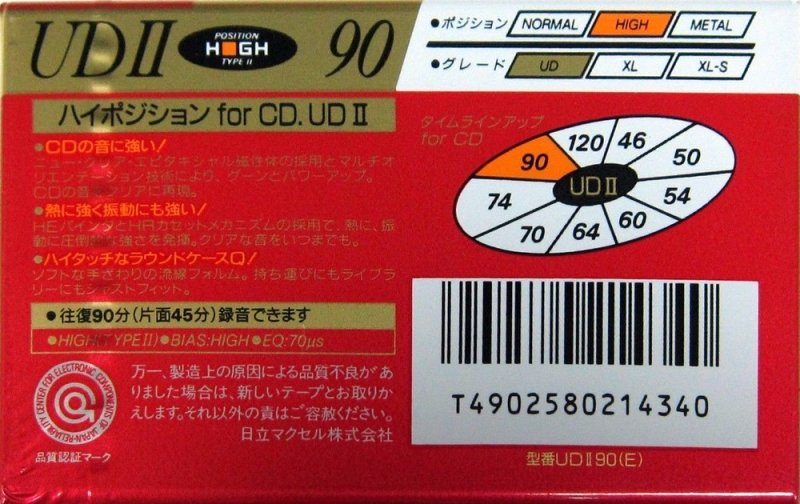 UDII
POSITION
HIGH
TYPE II
90
●ポジション NORMAL HIGH METAL
●グレード UD XL XL-S
ハイポジション for CD. UD II
●CDの音に強い!
ニュー・クリア・エピタキシャル磁性体の採用とマルチオ
リエンテーション技術により、グーンとパワーアップ。
CDの音をクリアに再現。
●熱に強く振動にも強い!
HEバインダとHRカセットメカニズムの採用で、熱に、振
動に圧倒的な強さを発揮。クリアな音をいつまでも。
●ハイタッチなラウンドケースQ!
ソフトな手ざわりの流線フォルム。持ち運びにもライブラ
リーにもジャストフィット。
●往復90分(片面45分)録音できます
●HIGH(TYPEII)●BIAS:HIGH●EQ:70μs
タイムラインアップ
for CD
46
50
54
60
64
70
74
90
120
UD II
RELIABILITY CENTER FOR ELECTRONIC COMPONENTS OF JAPAN
品質認証マーク
万一、製造上の原因による品質不良があ
りました場合は、新しいテープとお取りか
えします。それ以外の責はご容赦ください。
日立マクセル株式会社
T4902580214340
型番UDII90(E)